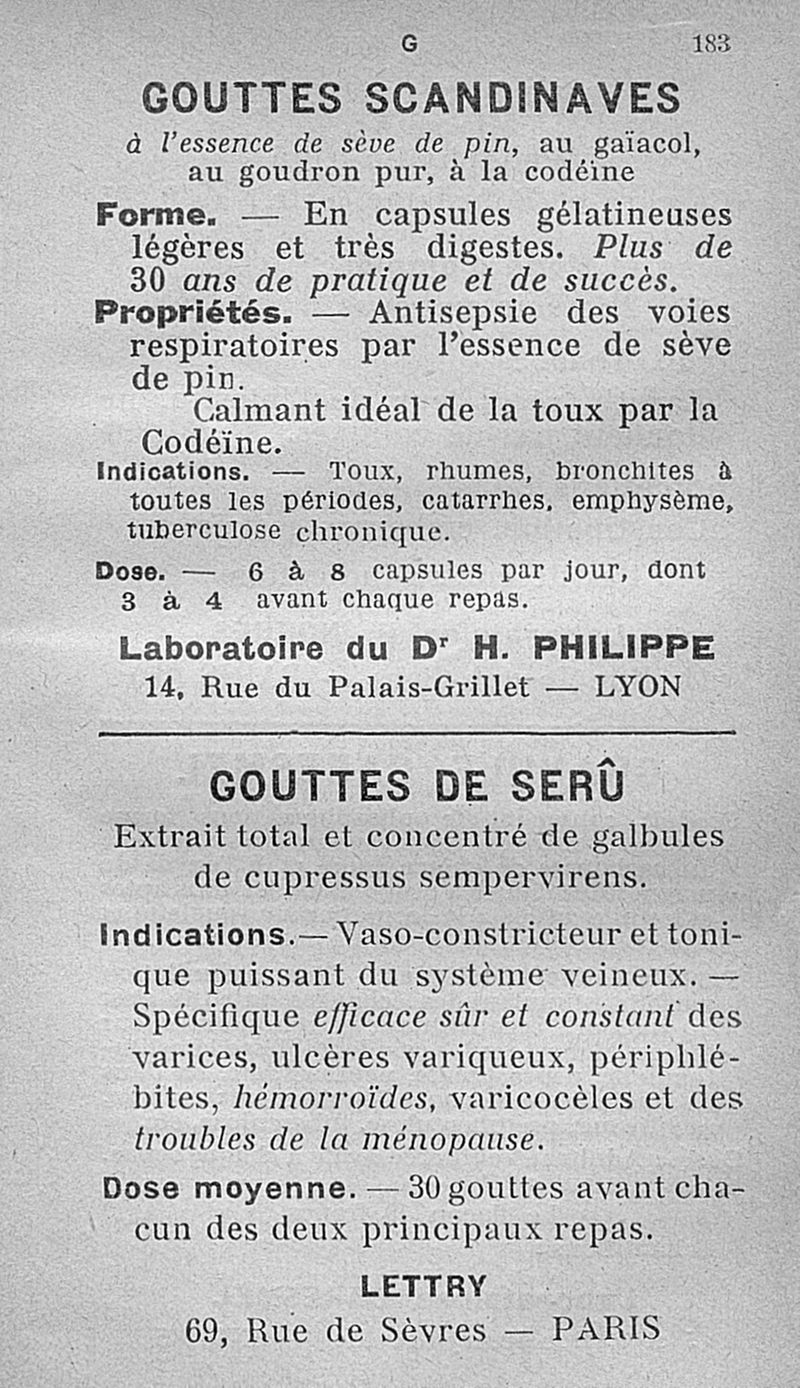 G 183
GOUTTES SCANDINAVES
à l'essence de sève de pin, au gaïacol,
au goudron pur, à la codéine
Forme. — En capsules gélatineuses
légères et très digestes. Plus de
30 ans de pratique et de succès.
Propriétés. — Antisepsie des voies
respiratoires par l'essence de sève
de pin.
Calmant idéal de la toux par la
Codéïne.
Indications. — Toux, rhumes, bronchites à
toutes les périodes, catarrhes, emphysème,
tuberculose chronique.
Dose. — 6 à 8 capsules par jour, dont
3 à 4 avant chaque repas.
Laboratoire du Dr H. PHILIPPE
14, Rue du Palais-Grillet — LYON
GOUTTES DE SERÛ
Extrait total et concentré de galbules
de cupressus sempervirens.
Indications.— Vaso-constricteur et toni-
que puissant du système veineux. —
Spécifique efficace sûr et constant des
varices, ulcères variqueux, périphlé-
bites, hémorroïdes, varicocèles et des
troubles de la ménopause.
Dose moyenne. — 30 gouttes avant cha-
cun des deux principaux repas.
LETTRY
69, Rue de Sèvres — PARIS